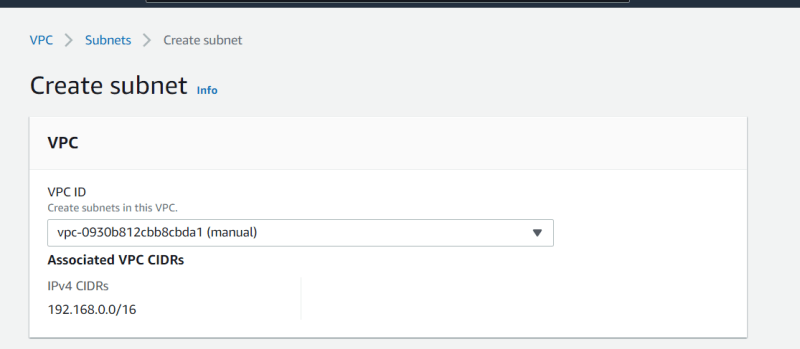 VPC > Subnets > Create subnet
Create subnet Info
VPC
VPC ID
Create subnets in this VPC.
vpc-0930b812cbb8cbda1 (manual)
Associated VPC CIDRs
IPv4 CIDRs
192.168.0.0/16